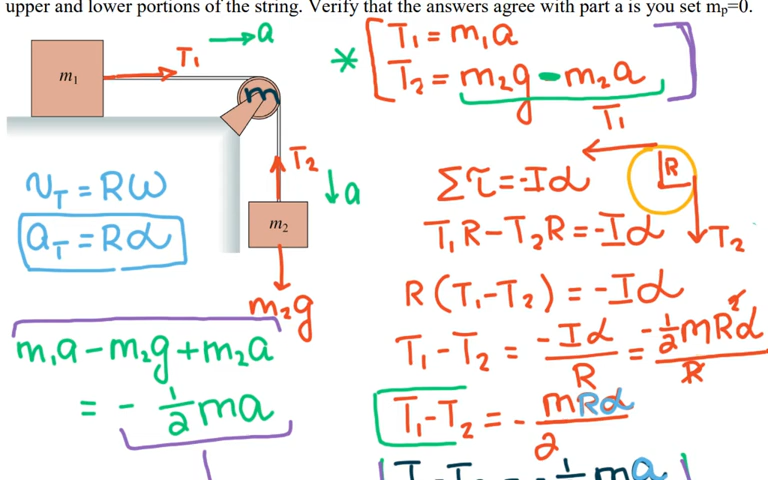 upper and lower portions of the string. Verify that the answers agree with part a is you set mₚ=0.
→a
T₁
m₁
m
T₂
↓a
m₂
m₂g
v_T = Rω
a_T = Rα
m₁a - m₂g + m₂a
= - ½ma
* [T₁ = m₁a
T₂ = m₂g - m₂a]
T₁
R
T₂
Στ = -Iα
T₁R - T₂R = -Iα
R(T₁ - T₂) = -Iα
T₁ - T₂ = -Iα/R = -½mR²α/R
T₁ - T₂ = - mRα/2